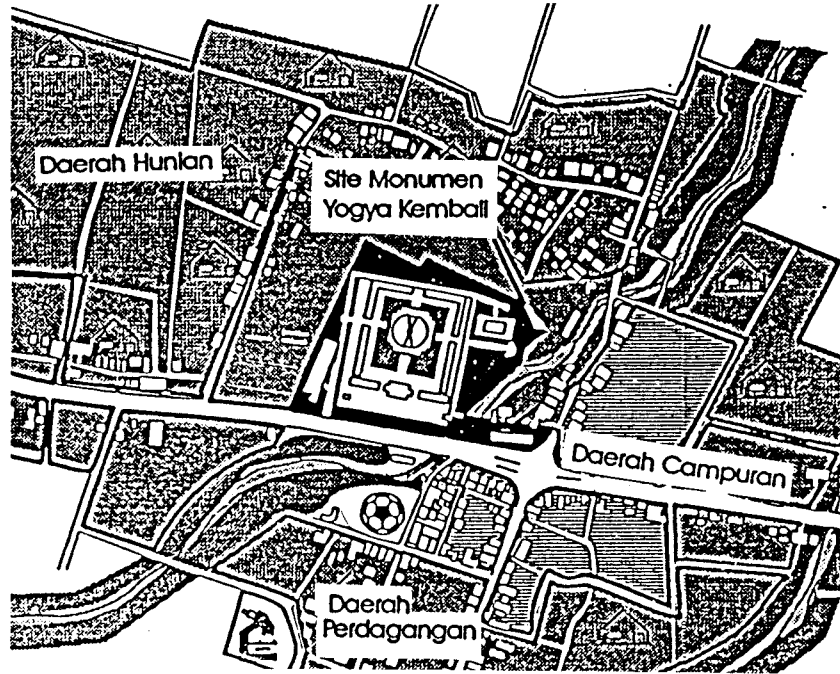 Daerah Hunian
Site Monumen
Yogya Kembali
Daerah Campuran
Daerah
Perdagangan